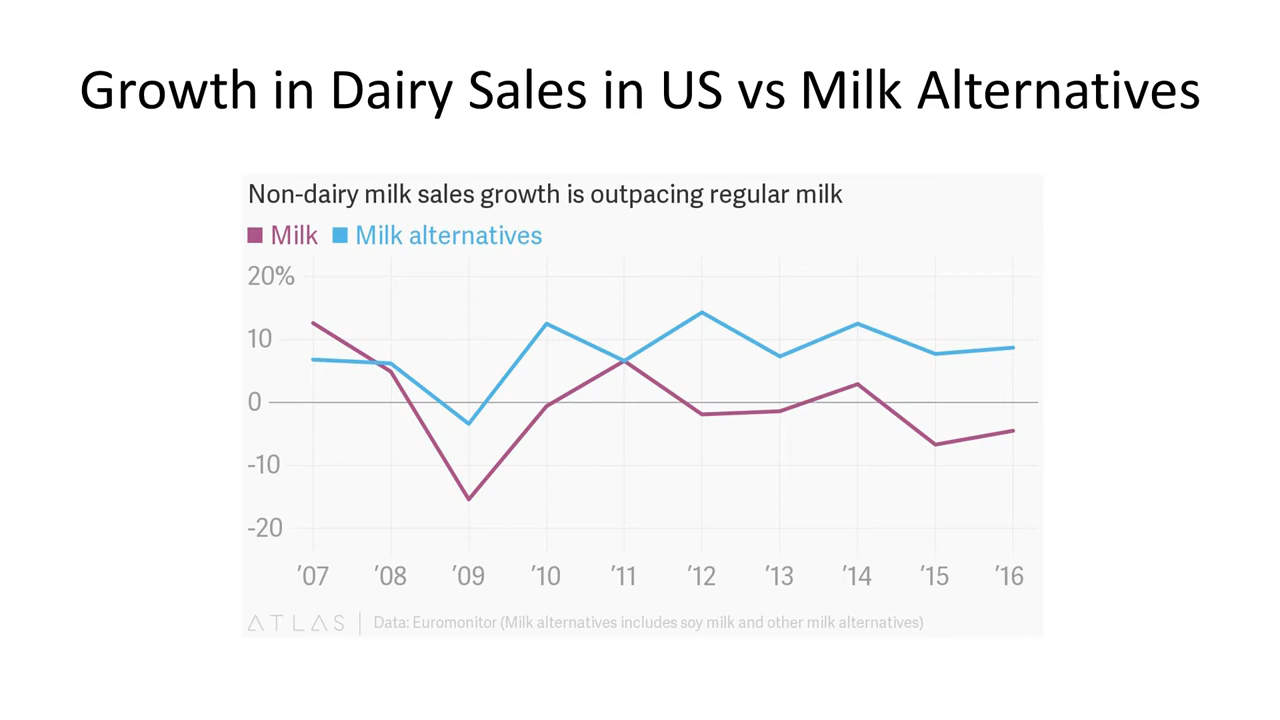 Growth in Dairy Sales in US vs Milk Alternatives
Non-dairy milk sales growth is outpacing regular milk
Milk Milk alternatives
20%
10
0
-10
-20
’07 ’08 ’09 ’10 ’11 ’12 ’13 ’14 ’15 ’16
ATLAS | Data: Euromonitor (Milk alternatives includes soy milk and other milk alternatives)